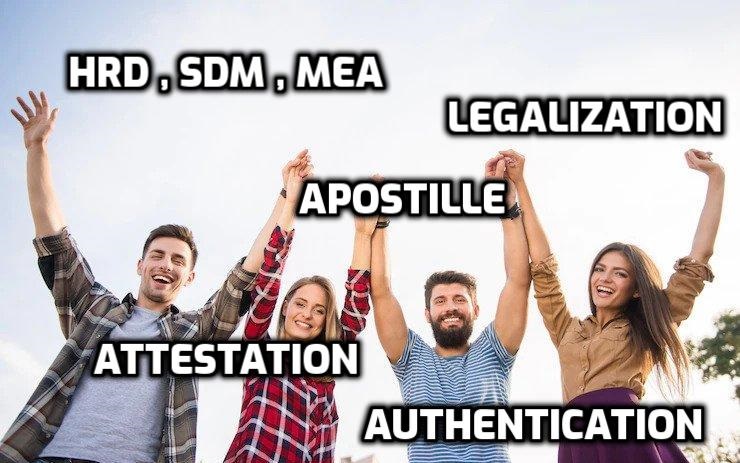 HRD , SDM , MEA
LEGALIZATION
APOSTILLE
ATTESTATION
AUTHENTICATION